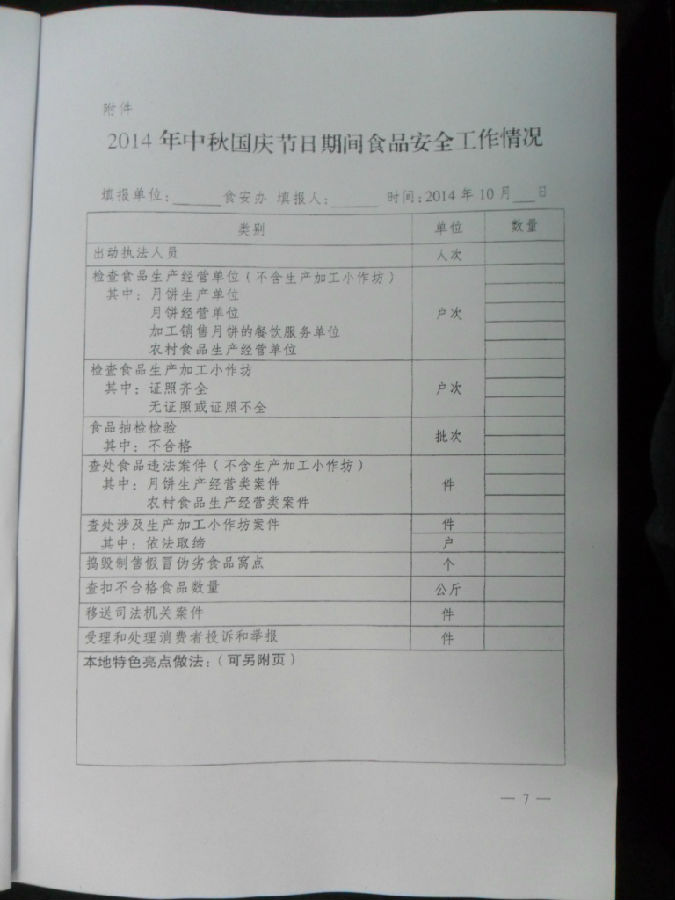 附件
2014年中秋国庆节日期间食品安全工作情况
填报单位：______食安办 填报人：______ 时间：2014年10月___日
类别 单位 数量
出动执法人员 人次
检查食品生产经营单位（不含生产加工小作坊）
其中：月饼生产单位
月饼经营单位 户次
加工销售月饼的餐饮服务单位
农村食品生产经营单位
检查食品生产加工小作坊
其中：证照齐全 户次
无证照或证照不全
食品抽检检验 批次
其中：不合格
查处食品违法案件（不含生产加工小作坊）
其中：月饼生产经营类案件 件
农村食品生产经营类案件
查处涉及生产加工小作坊案件 件
其中：依法取缔 户
捣毁制售假冒伪劣食品窝点 个
查扣不合格食品数量 公斤
移送司法机关案件 件
受理和处理消费者投诉和举报 件
本地特色亮点做法：（可另附页）
— 7 —